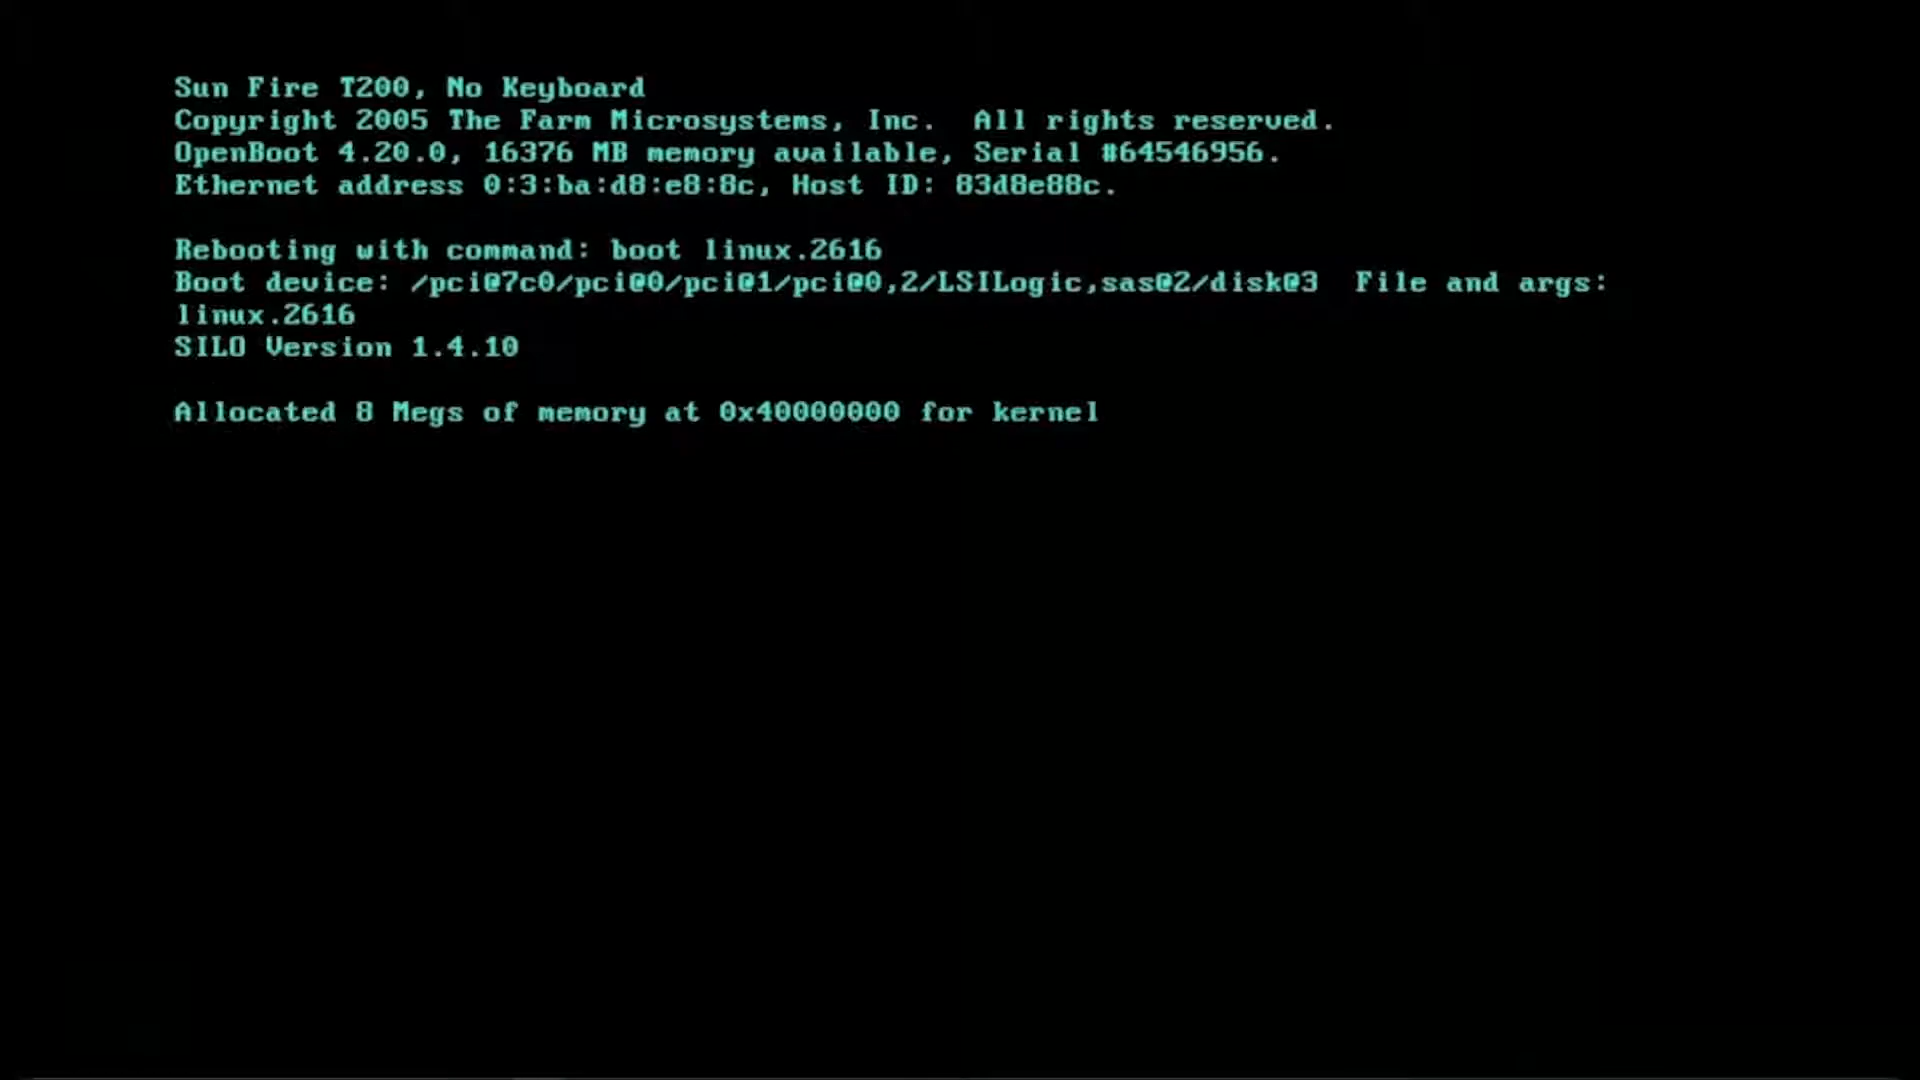 Sun Fire T200, No Keyboard
Copyright 2005 The Farm Microsystems, Inc.  All rights reserved.
OpenBoot 4.20.0, 16376 MB memory available, Serial #64546956.
Ethernet address 0:3:ba:d8:e8:8c, Host ID: 83d8e88c.
Rebooting with command: boot linux.2616
Boot device: /pci@7c0/pci@0/pci@1/pci@0,2/LSILogic,sas@2/disk@3  File and args:
linux.2616
SILO Version 1.4.10
Allocated 8 Megs of memory at 0x40000000 for kernel